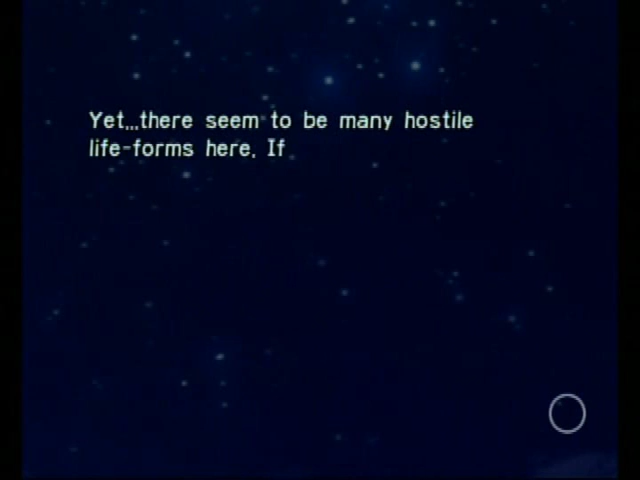 Yet...there seem to be many hostile
life-forms here. If